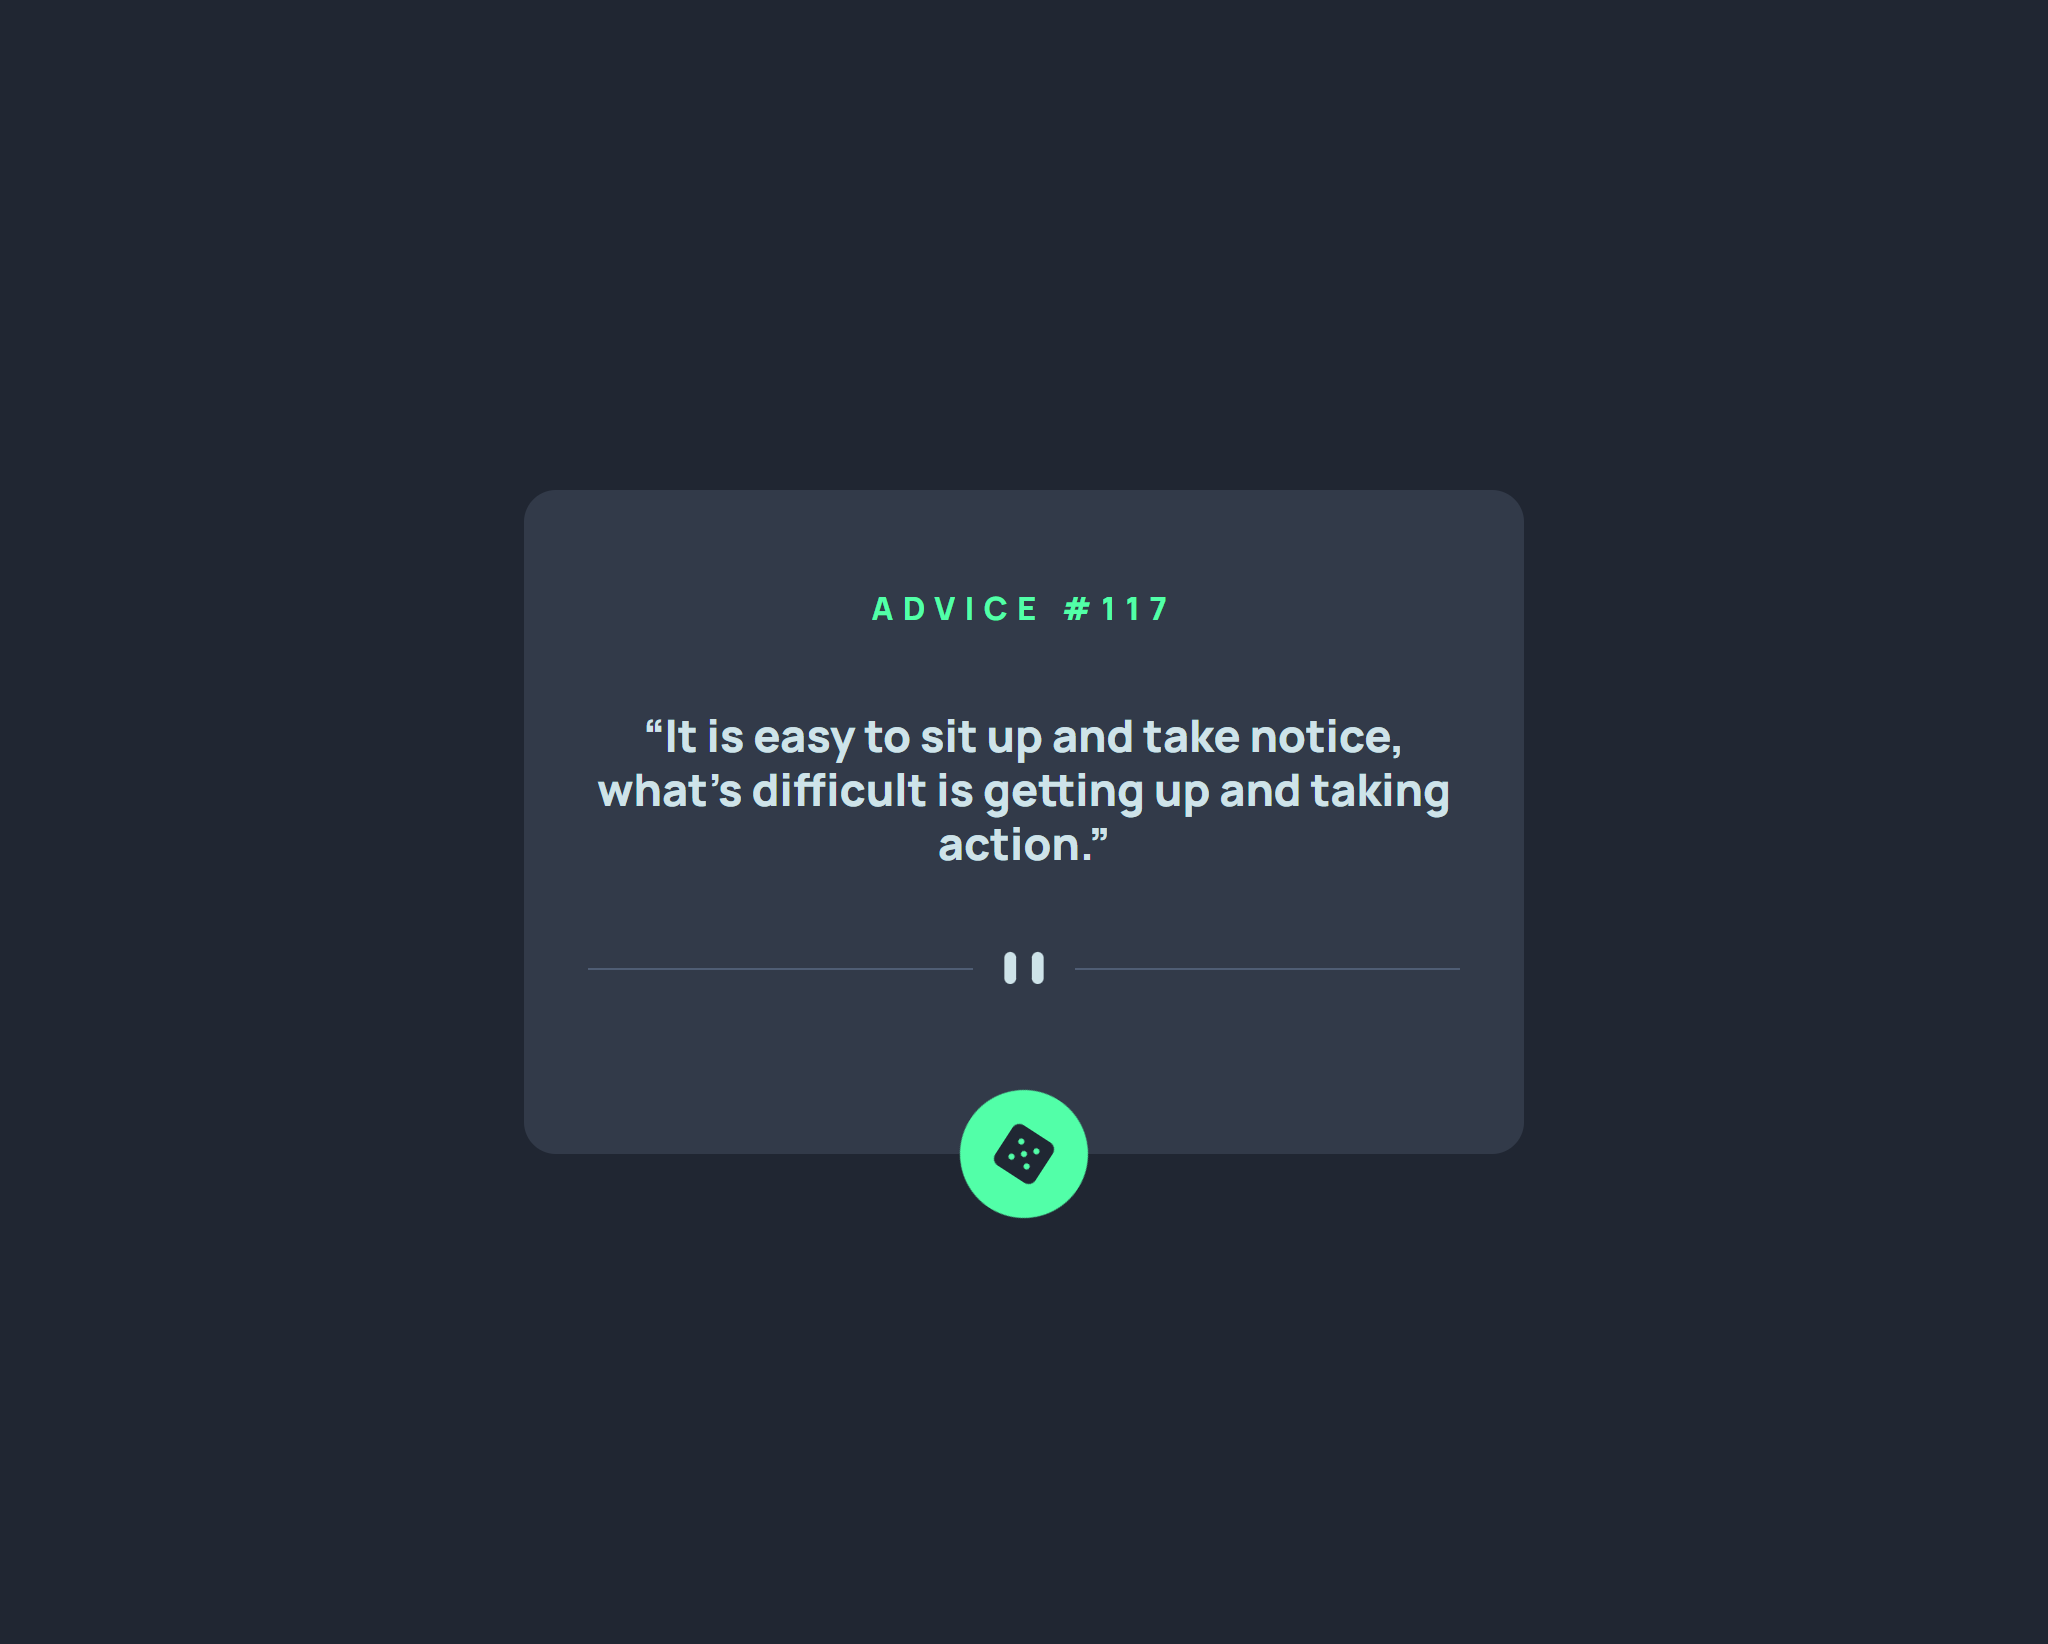 ADVICE #117
“It is easy to sit up and take notice,
what’s difficult is getting up and taking
action.”